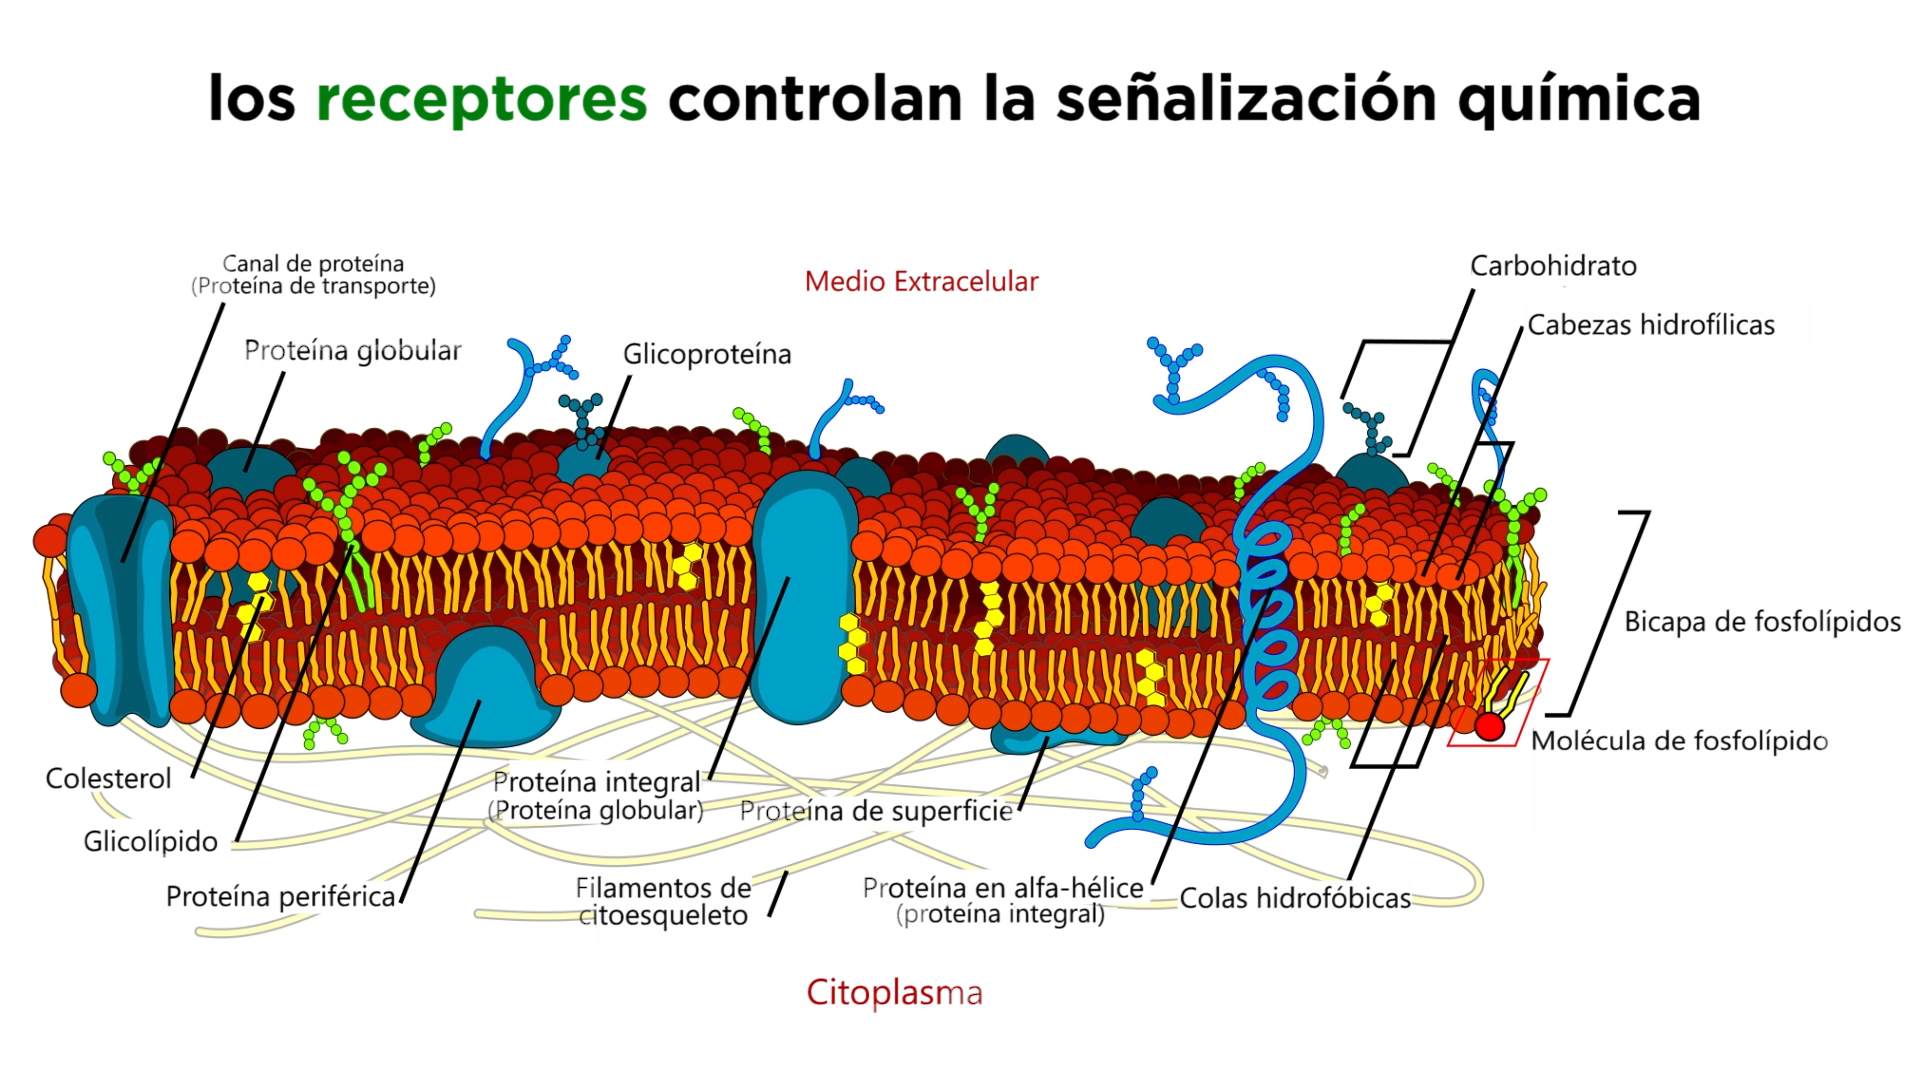 los receptores controlan la señalización química
Canal de proteína
(Proteína de transporte)
Medio Extracelular
Carbohidrato
Cabezas hidrofílicas
Proteína globular
Glicoproteína
Bicapa de fosfolípidos
Molécula de fosfolípido
Colesterol
Proteína integral
(Proteína globular)
Proteína de superficie
Glicolípido
Proteína periférica
Filamentos de
citoesqueleto
Proteína en alfa-hélice
(proteína integral)
Colas hidrofóbicas
Citoplasma